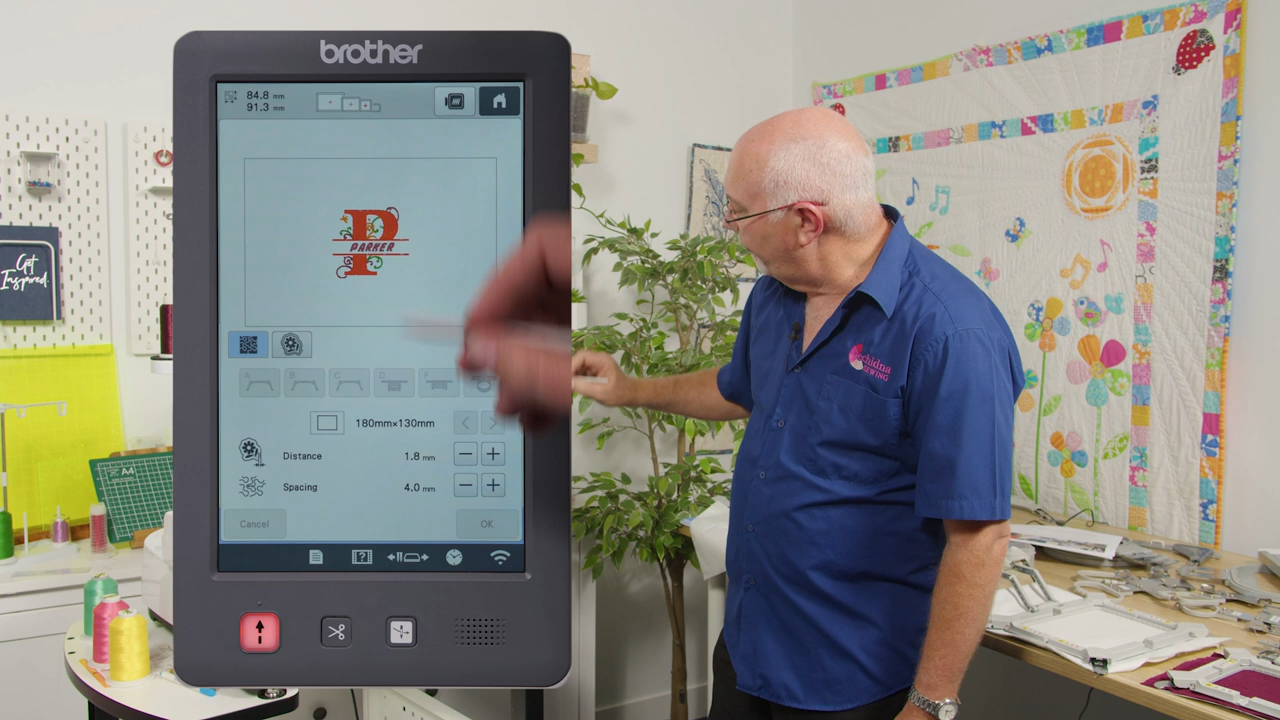 brother
84.8 mm
91.3 mm
PARKER
P
A B C D F
180mm×130mm
Distance 1.8 mm
Spacing 4.0 mm
Cancel OK
Get
Inspired.
A4
echidna
SEWING